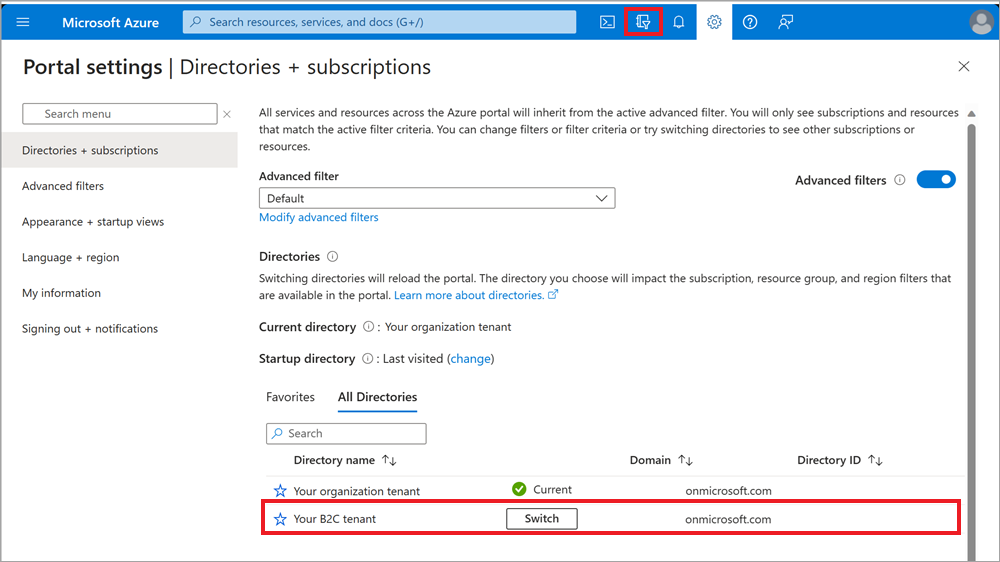 Microsoft Azure
Search resources, services, and docs (G+/)
Portal settings | Directories + subscriptions
Search menu
Directories + subscriptions
Advanced filters
Appearance + startup views
Language + region
My information
Signing out + notifications
All services and resources across the Azure portal will inherit from the active advanced filter. You will only see subscriptions and resources
that match the active filter criteria. You can change filters or filter criteria or try switching directories to see other subscriptions or
resources.
Advanced filter
Default
Modify advanced filters
Advanced filters
Directories
Switching directories will reload the portal. The directory you choose will impact the subscription, resource group, and region filters that
are available in the portal. Learn more about directories.
Current directory : Your organization tenant
Startup directory : Last visited (change)
Favorites All Directories
Search
Directory name Domain Directory ID
Your organization tenant Current onmicrosoft.com
Your B2C tenant Switch onmicrosoft.com